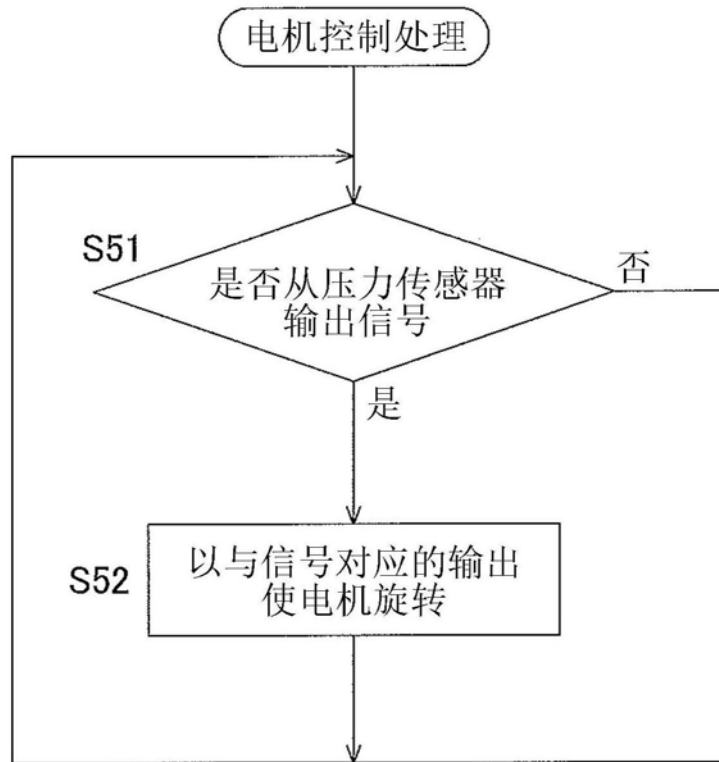 电机控制处理
S51
是否从压力传感器
输出信号
否
是
S52
以与信号对应的输出
使电机旋转